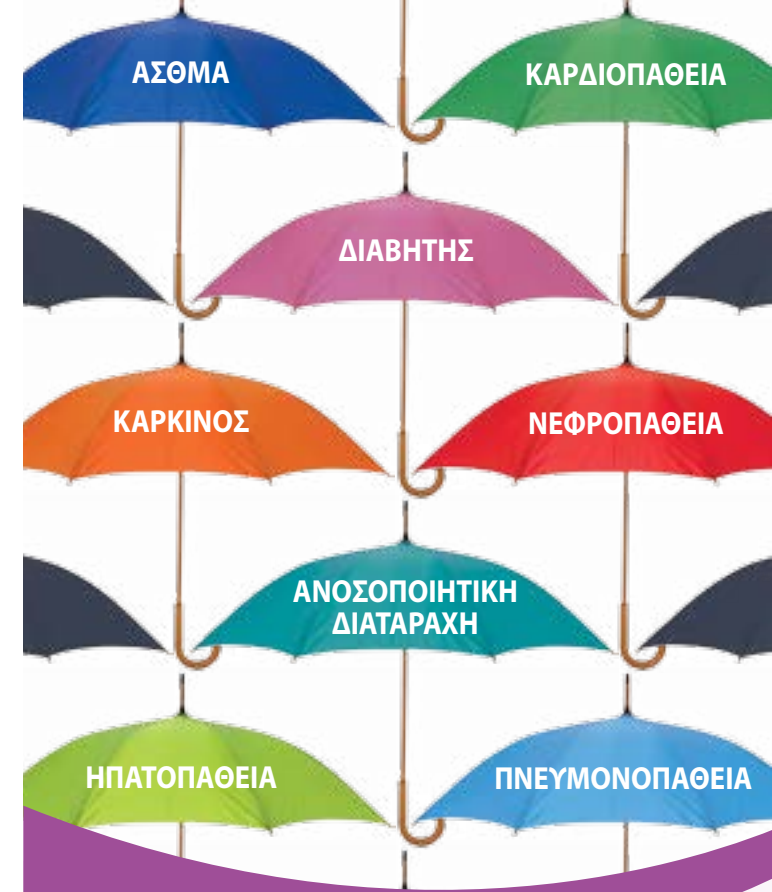 ΑΣΘΜΑ
ΚΑΡΔΙΟΠΑΘΕΙΑ
ΔΙΑΒΗΤΗΣ
ΚΑΡΚΙΝΟΣ
ΝΕΦΡΟΠΑΘΕΙΑ
ΑΝΟΣΟΠΟΙΗΤΙΚΗ
ΔΙΑΤΑΡΑΧΗ
ΗΠΑΤΟΠΑΘΕΙΑ
ΠΝΕΥΜΟΝΟΠΑΘΕΙΑ